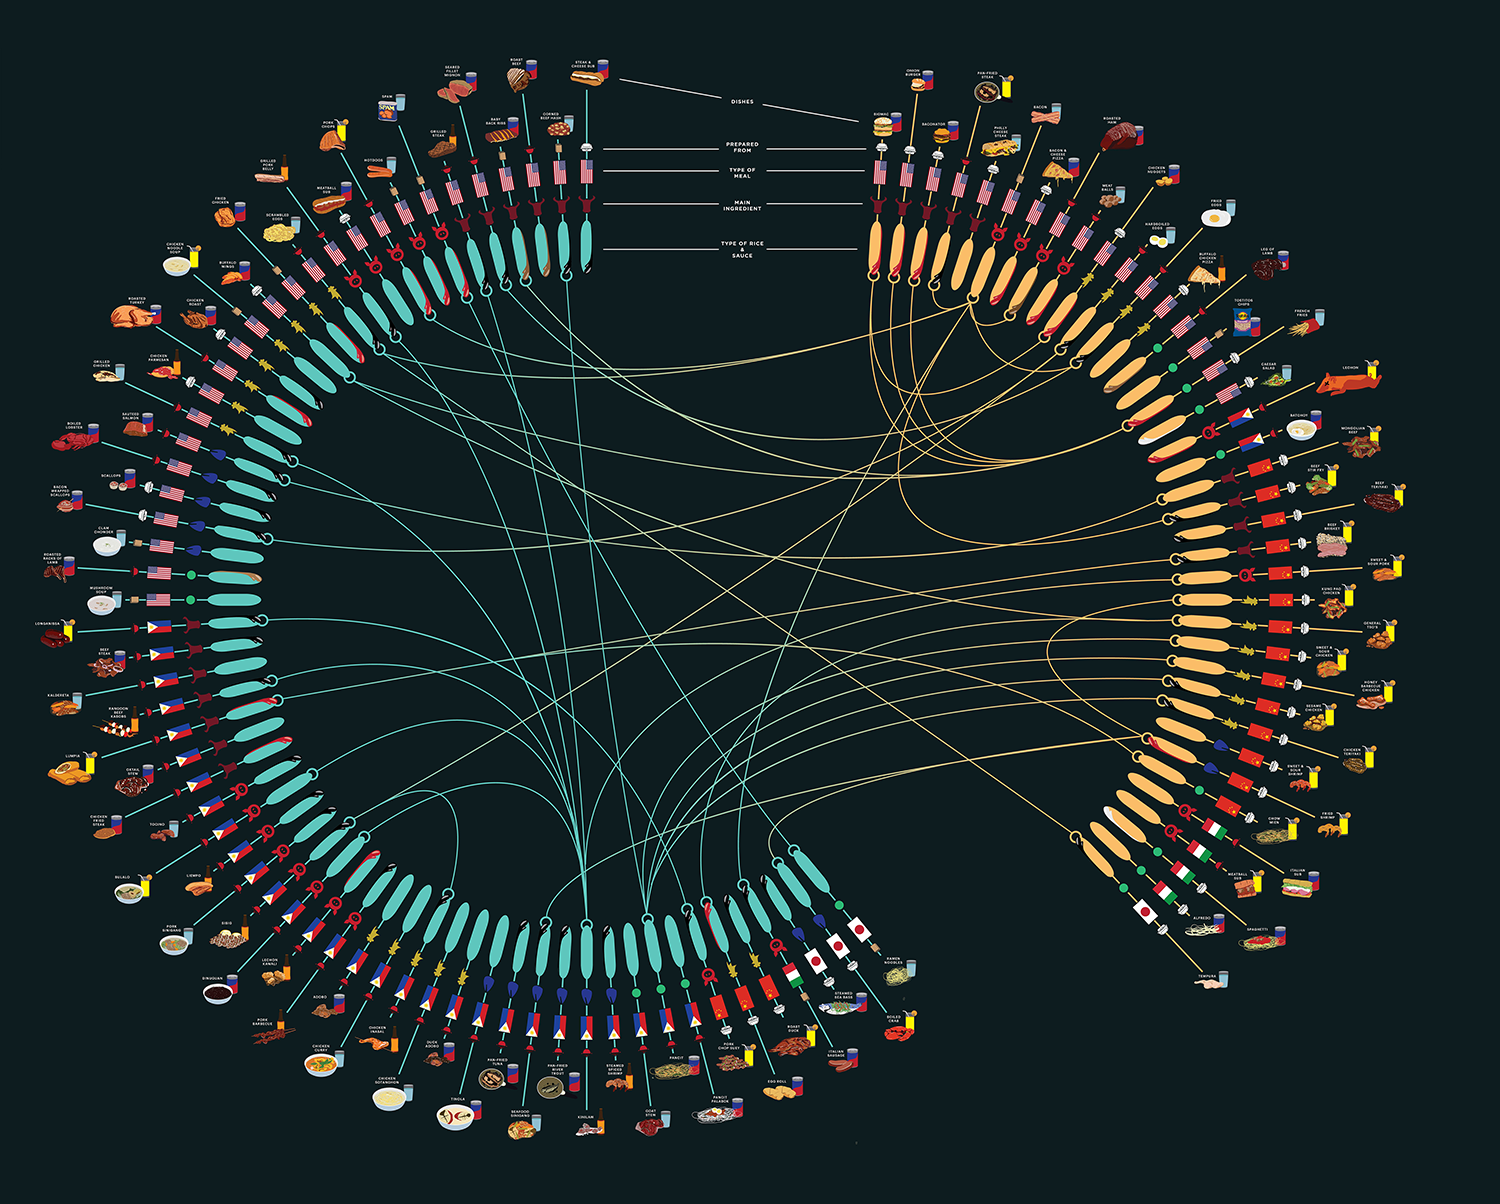 DISHES
PREPARED
FROM
TYPE OF
MEAL
MAIN
INGREDIENT
TYPE OF RICE
&
SAUCE
STEAK &
CHEESE SUB
ROAST
BEEF
SEARED
FILLET
MIGNON
CORNED
BEEF HASH
BABY
BACK RIBS
GRILLED
STEAK
SPAM
HOTDOGS
PORK
CHOPS
MEATBALL
SUB
GRILLED
PORK
BELLY
SCRAMBLED
EGGS
FRIED
CHICKEN
BUFFALO
WINGS
CHICKEN
NOODLE
SOUP
CHICKEN
ROAST
ROASTED
TURKEY
CHICKEN
PARMESAN
GRILLED
CHICKEN
SAUTEED
SALMON
BOILED
LOBSTER
SCALLOPS
BACON
WRAPPED
SCALLOPS
CLAM
CHOWDER
ROASTED
RACKS OF
LAMB
MUSHROOM
SOUP
LONGANISSA
BEEF
STEAK
KALDERETA
BANGOON
BEEF
KABOBS
LUMPIA
OXTAIL
STEW
CHICKEN
FRIED
STEAK
TOCINO
BULALO
LIEMPO
PORK
SINIGANG
SISIG
DINUGUAN
LECHON
KAWALI
PORK
BARBECUE
ADOBO
CHICKEN
CURRY
CHICKEN
INASAL
CHICKEN
SOTANGHON
DUCK
ADOBO
TINOLA
PAN-FRIED
TUNA
SEAFOOD
SINIGANG
PAN-FRIED
RIVER
TROUT
KINILAW
STEAMED
SPICED
SHRIMP
GOAT
STEW
PANCIT
PANCIT
PALABOK
PORK
CHOP SUEY
EGG ROLL
ROAST
DUCK
ITALIAN
SAUSAGE
STEAMED
SEA BASS
BOILED
CRAB
RAMEN
NOODLES
BIGMAC
ONION
BURGER
BACONATOR
PAN-FRIED
STEAK
PHILLY
CHEESE
STEAK
BACON
BACON &
CHEESE
PIZZA
ROASTED
HAM
MEAT
BALLS
CHICKEN
NUGGETS
HARDBOILED
EGGS
FRIED
EGGS
BUFFALO
CHICKEN
PIZZA
LEG OF
LAMB
TOSTITOS
CHIPS
FRENCH
FRIES
CAESAR
SALAD
LECHON
BATCHOY
MONGOLIAN
BEEF
BEEF
STIR FRY
BEEF
TERIYAKI
BEEF
BRISKET
SWEET &
SOUR PORK
KUNG PAO
CHICKEN
GENERAL
TSO'S
SWEET &
SOUR
CHICKEN
HONEY
BARBECUE
CHICKEN
SESAME
CHICKEN
CHICKEN
TERIYAKI
SWEET &
SOUR
SHRIMP
FRIED
SHRIMP
CHOW
MIEN
ITALIAN
SUB
MEATBALL
SUB
SPAGHETTI
ALFREDO
TEMPURA